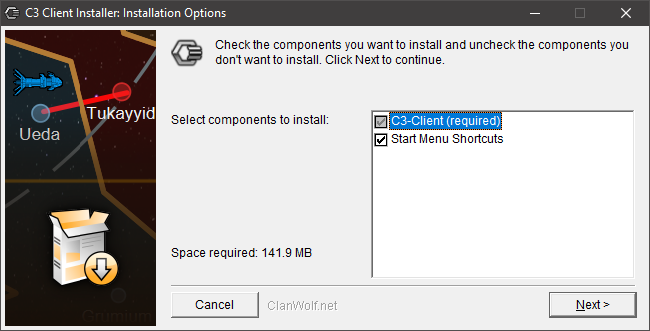 C3 Client Installer: Installation Options
Check the components you want to install and uncheck the components you
don't want to install. Click Next to continue.
Tukayyid
Ueda
Select components to install:
C3-Client (required)
Start Menu Shortcuts
Space required: 141.9 MB
Cancel
ClanWolf.net
Next >